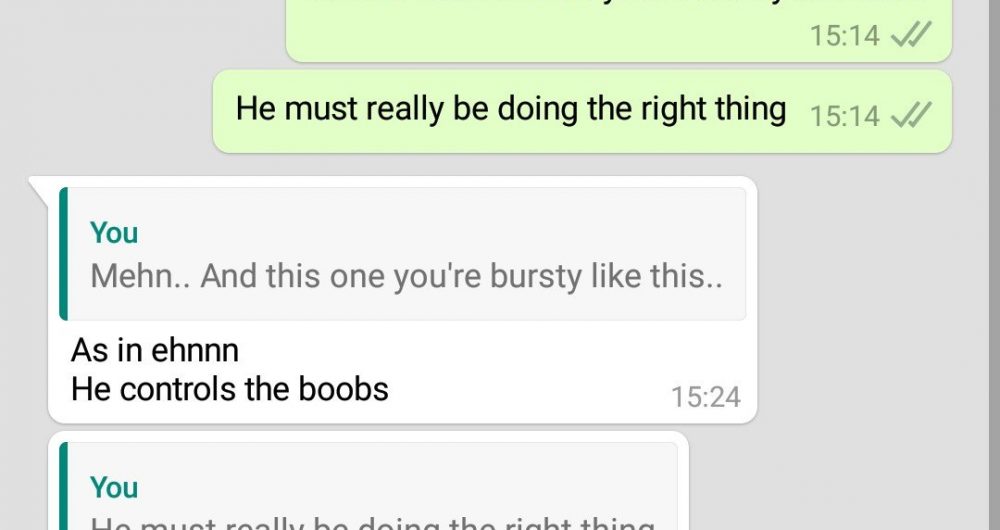 15:14
He must really be doing the right thing 15:14
You
Mehn.. And this one you're bursty like this..
As in ehnnn
He controls the boobs 15:24
You
He must really be doing the right thing